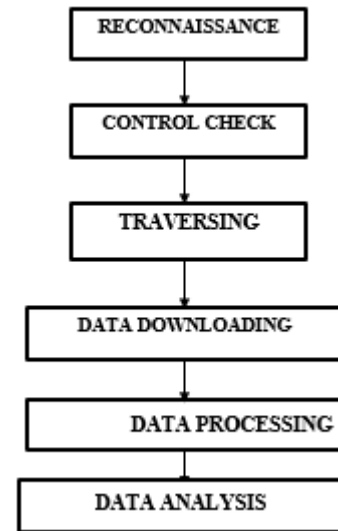 RECONNAISSANCE
CONTROL CHECK
TRAVERSING
DATA DOWNLOADING
DATA PROCESSING
DATA ANALYSIS